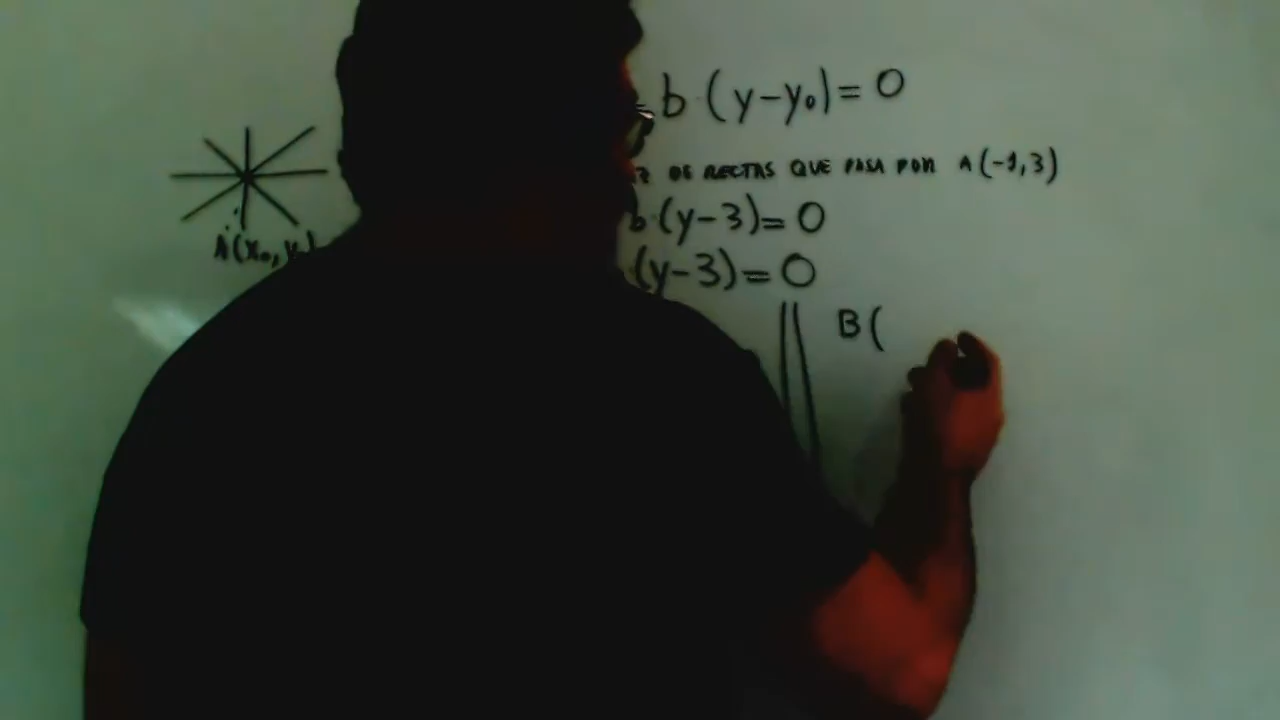 b (y-y₀) = 0
DE RECTAS QUE PASA POR A(-1,3)
b (y-3) = 0
(y-3) = 0
A(x₀, y₀)
B (